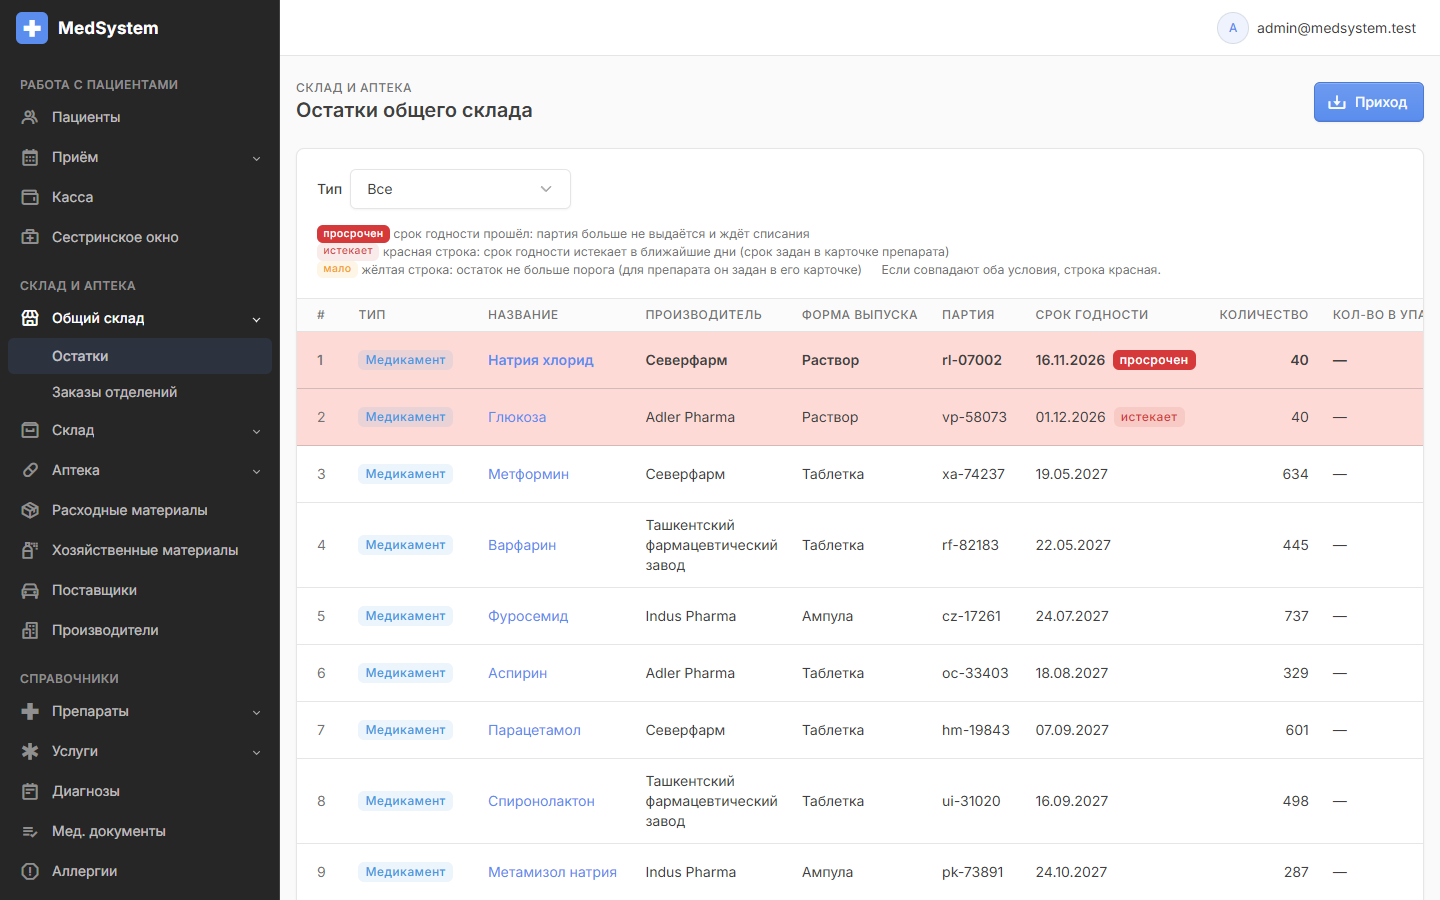 MedSystem
A admin@medsystem.test
РАБОТА С ПАЦИЕНТАМИ
Пациенты
Приём
Касса
Сестринское окно
СКЛАД И АПТЕКА
Общий склад
Остатки
Заказы отделений
Склад
Аптека
Расходные материалы
Хозяйственные материалы
Поставщики
Производители
СПРАВОЧНИКИ
Препараты
Услуги
Диагнозы
Мед. документы
Аллергии
СКЛАД И АПТЕКА
Остатки общего склада
Приход
Тип Все
просрочен срок годности прошёл: партия больше не выдаётся и ждёт списания
истекает красная строка: срок годности истекает в ближайшие дни (срок задан в карточке препарата)
мало жёлтая строка: остаток не больше порога (для препарата он задан в его карточке) Если совпадают оба условия, строка красная.
# ТИП НАЗВАНИЕ ПРОИЗВОДИТЕЛЬ ФОРМА ВЫПУСКА ПАРТИЯ СРОК ГОДНОСТИ КОЛИЧЕСТВО КОЛ-ВО В УПА
1 Медикамент Натрия хлорид Северфарм Раствор rl-07002 16.11.2026 просрочен 40 —
2 Медикамент Глюкоза Adler Pharma Раствор vp-58073 01.12.2026 истекает 40 —
3 Медикамент Метформин Северфарм Таблетка xa-74237 19.05.2027 634 —
4 Медикамент Варфарин Ташкентский фармацевтический завод Таблетка rf-82183 22.05.2027 445 —
5 Медикамент Фуросемид Indus Pharma Ампула cz-17261 24.07.2027 737 —
6 Медикамент Аспирин Adler Pharma Таблетка oc-33403 18.08.2027 329 —
7 Медикамент Парацетамол Северфарм Таблетка hm-19843 07.09.2027 601 —
8 Медикамент Спиронолактон Ташкентский фармацевтический завод Таблетка ui-31020 16.09.2027 498 —
9 Медикамент Метамизол натрия Indus Pharma Ампула pk-73891 24.10.2027 287 —